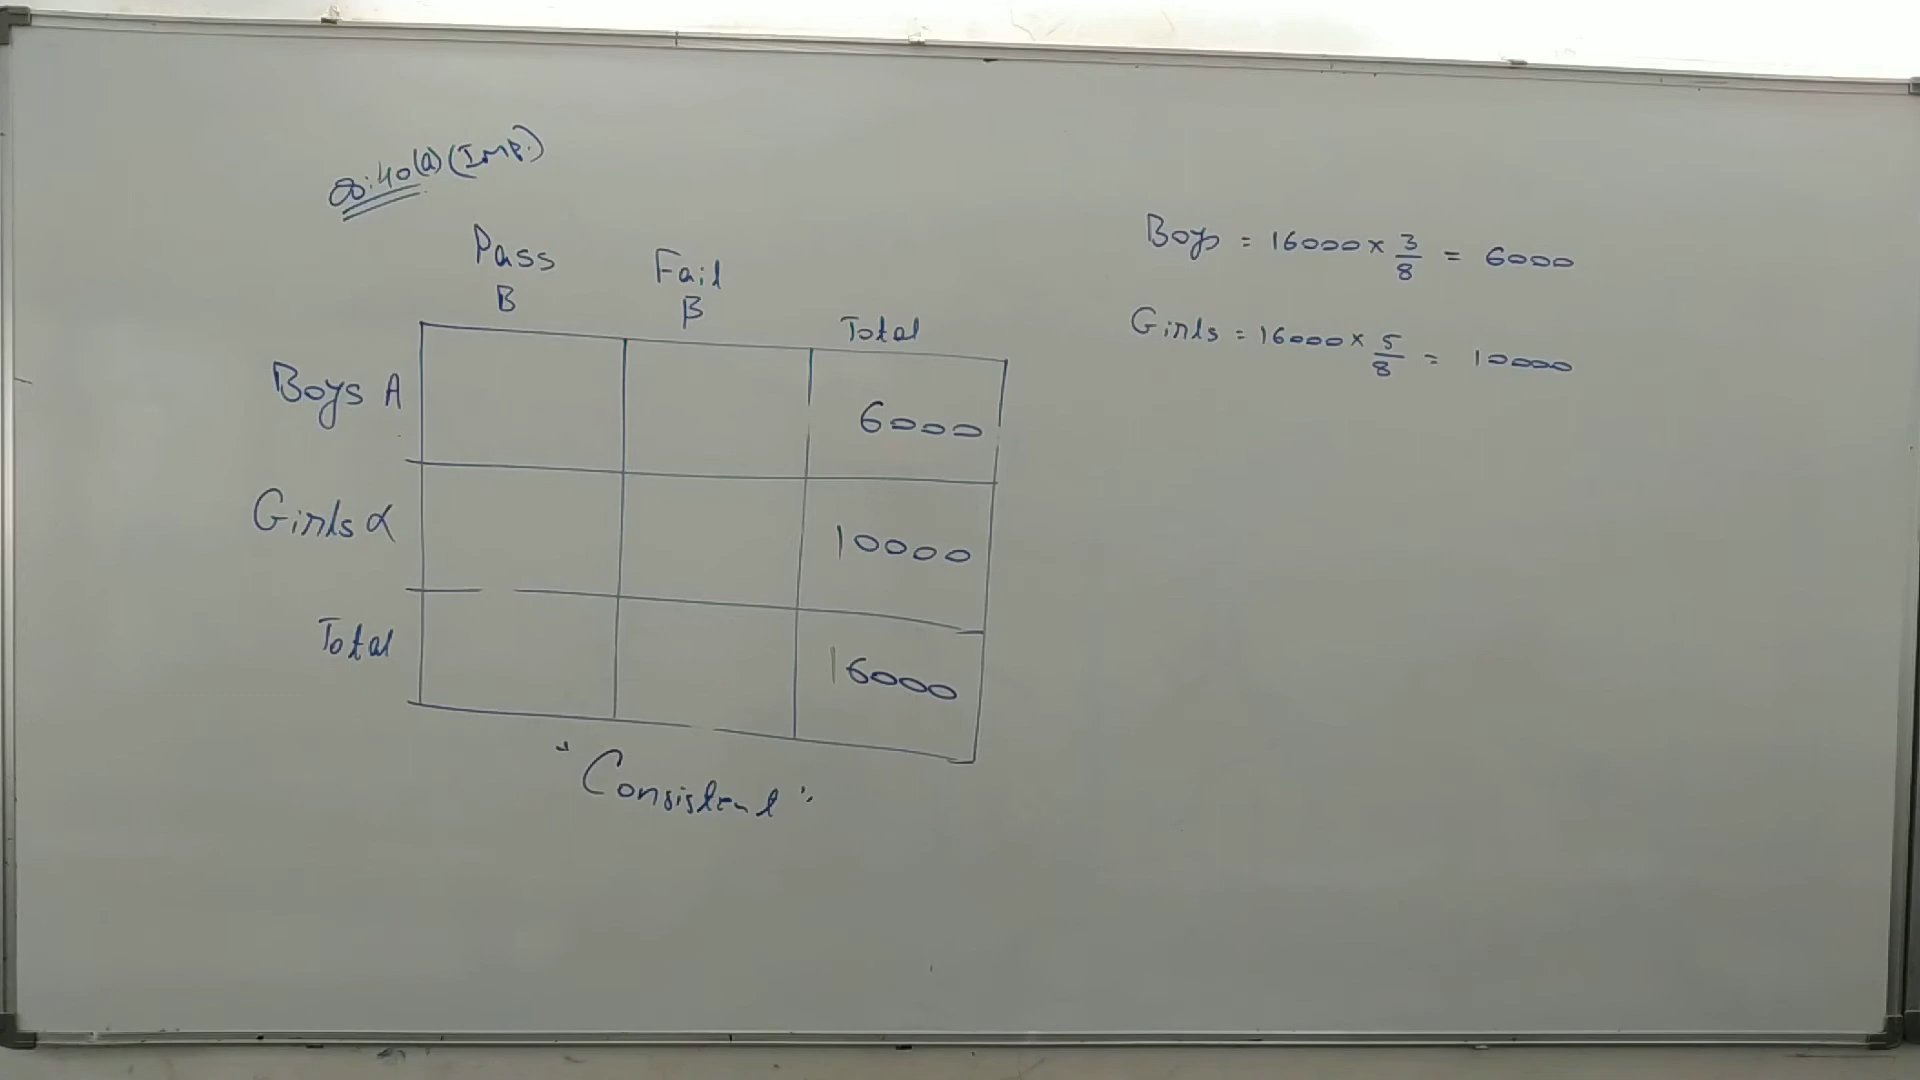 Q:40(a) (Imp.)
Pass Fail
B β Total
Boys A 6000
Girls α 10000
Total 16000
"Consistent"
Boys = 16000 × 3/8 = 6000
Girls = 16000 × 5/8 = 10000